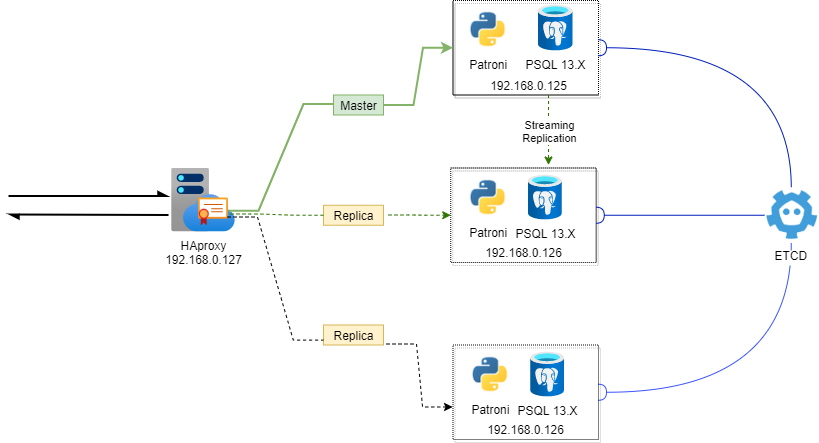 Patroni
PSQL 13.X
192.168.0.125
Master
Streaming
Replication
Replica
Patroni
PSQL 13.X
192.168.0.126
HAproxy
192.168.0.127
ETCD
Replica
Patroni
PSQL 13.X
192.168.0.126